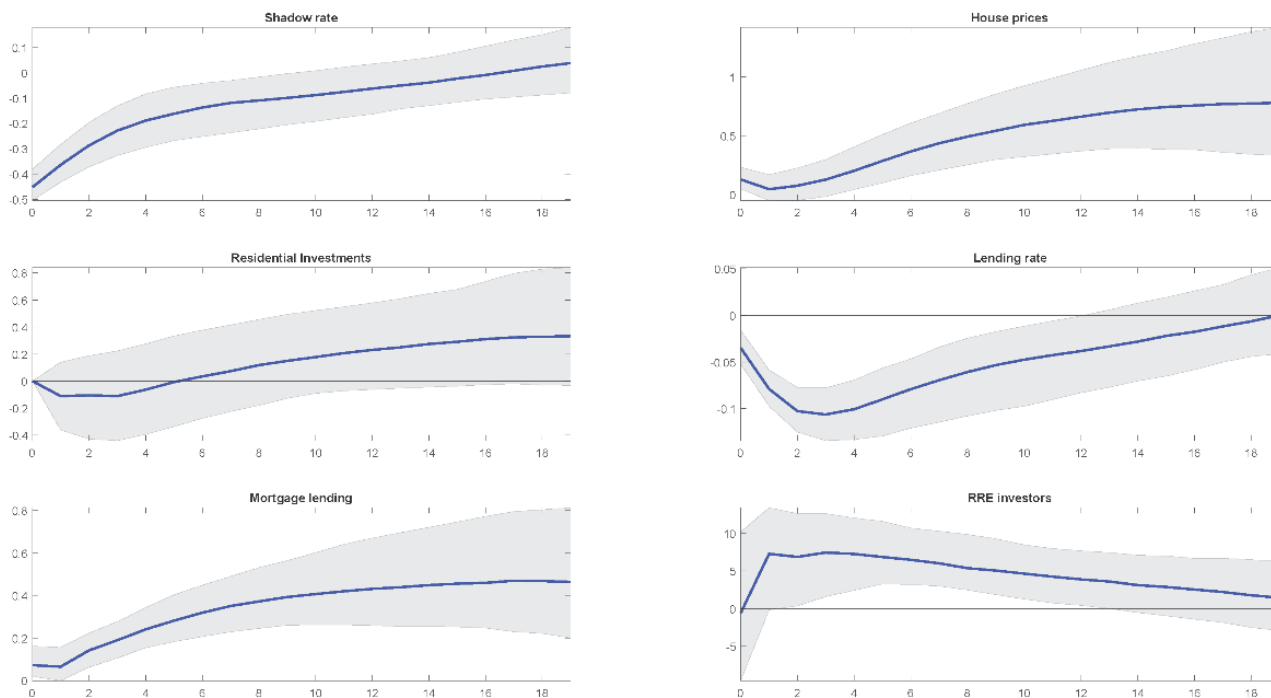 Shadow rate
0.1
0
-0.1
-0.2
-0.3
-0.4
-0.5
0 2 4 6 8 10 12 14 16 18
House prices
1
0.5
0
0 2 4 6 8 10 12 14 16 18
Residential Investments
0.8
0.6
0.4
0.2
0
-0.2
-0.4
0 2 4 6 8 10 12 14 16 18
Lending rate
0.05
0
-0.05
-0.1
0 2 4 6 8 10 12 14 16 18
Mortgage lending
0.8
0.6
0.4
0.2
0
0 2 4 6 8 10 12 14 16 18
RRE investors
10
5
0
-5
0 2 4 6 8 10 12 14 16 18